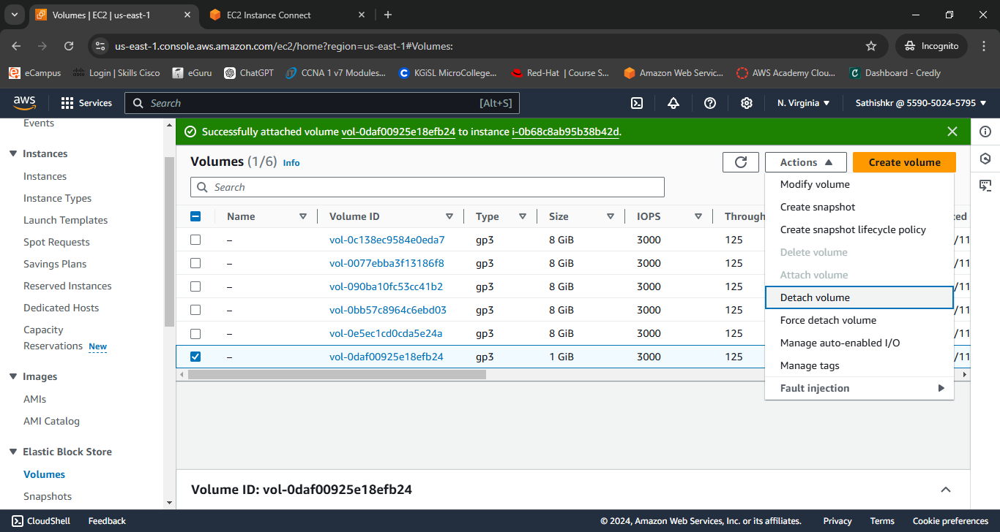 Volumes | EC2 | us-east-1
EC2 Instance Connect
us-east-1.console.aws.amazon.com/ec2/home?region=us-east-1#Volumes:
Incognito
eCampus
Login | Skills Cisco
eGuru
ChatGPT
CCNA 1 v7 Modules...
KGiSL MicroCollege...
Red-Hat | Course S...
Amazon Web Servic...
AWS Academy Clou...
Dashboard - Credly
aws
Services
Search
[Alt+S]
N. Virginia
Sathishkr @ 5590-5024-5795
Events
Instances
Instances
Instance Types
Launch Templates
Spot Requests
Savings Plans
Reserved Instances
Dedicated Hosts
Capacity
Reservations New
Images
AMIs
AMI Catalog
Elastic Block Store
Volumes
Snapshots
Successfully attached volume vol-0daf00925e18efb24 to instance i-0b68c8ab95b38b42d.
Volumes (1/6) Info
Actions
Create volume
Search
Name Volume ID Type Size IOPS Through
– vol-0c138ec9584e0eda7 gp3 8 GiB 3000 125 /11
– vol-0077ebba3f13186f8 gp3 8 GiB 3000 125 /11
– vol-090ba10fc53cc41b2 gp3 8 GiB 3000 125 /11
– vol-0bb57c8964c6ebd03 gp3 8 GiB 3000 125 /11
– vol-0e5ec1cd0cda5e24a gp3 8 GiB 3000 125 /11
– vol-0daf00925e18efb24 gp3 1 GiB 3000 125 /11
Modify volume
Create snapshot
Create snapshot lifecycle policy
Delete volume
Attach volume
Detach volume
Force detach volume
Manage auto-enabled I/O
Manage tags
Fault injection
Volume ID: vol-0daf00925e18efb24
CloudShell
Feedback
© 2024, Amazon Web Services, Inc. or its affiliates.
Privacy
Terms
Cookie preferences